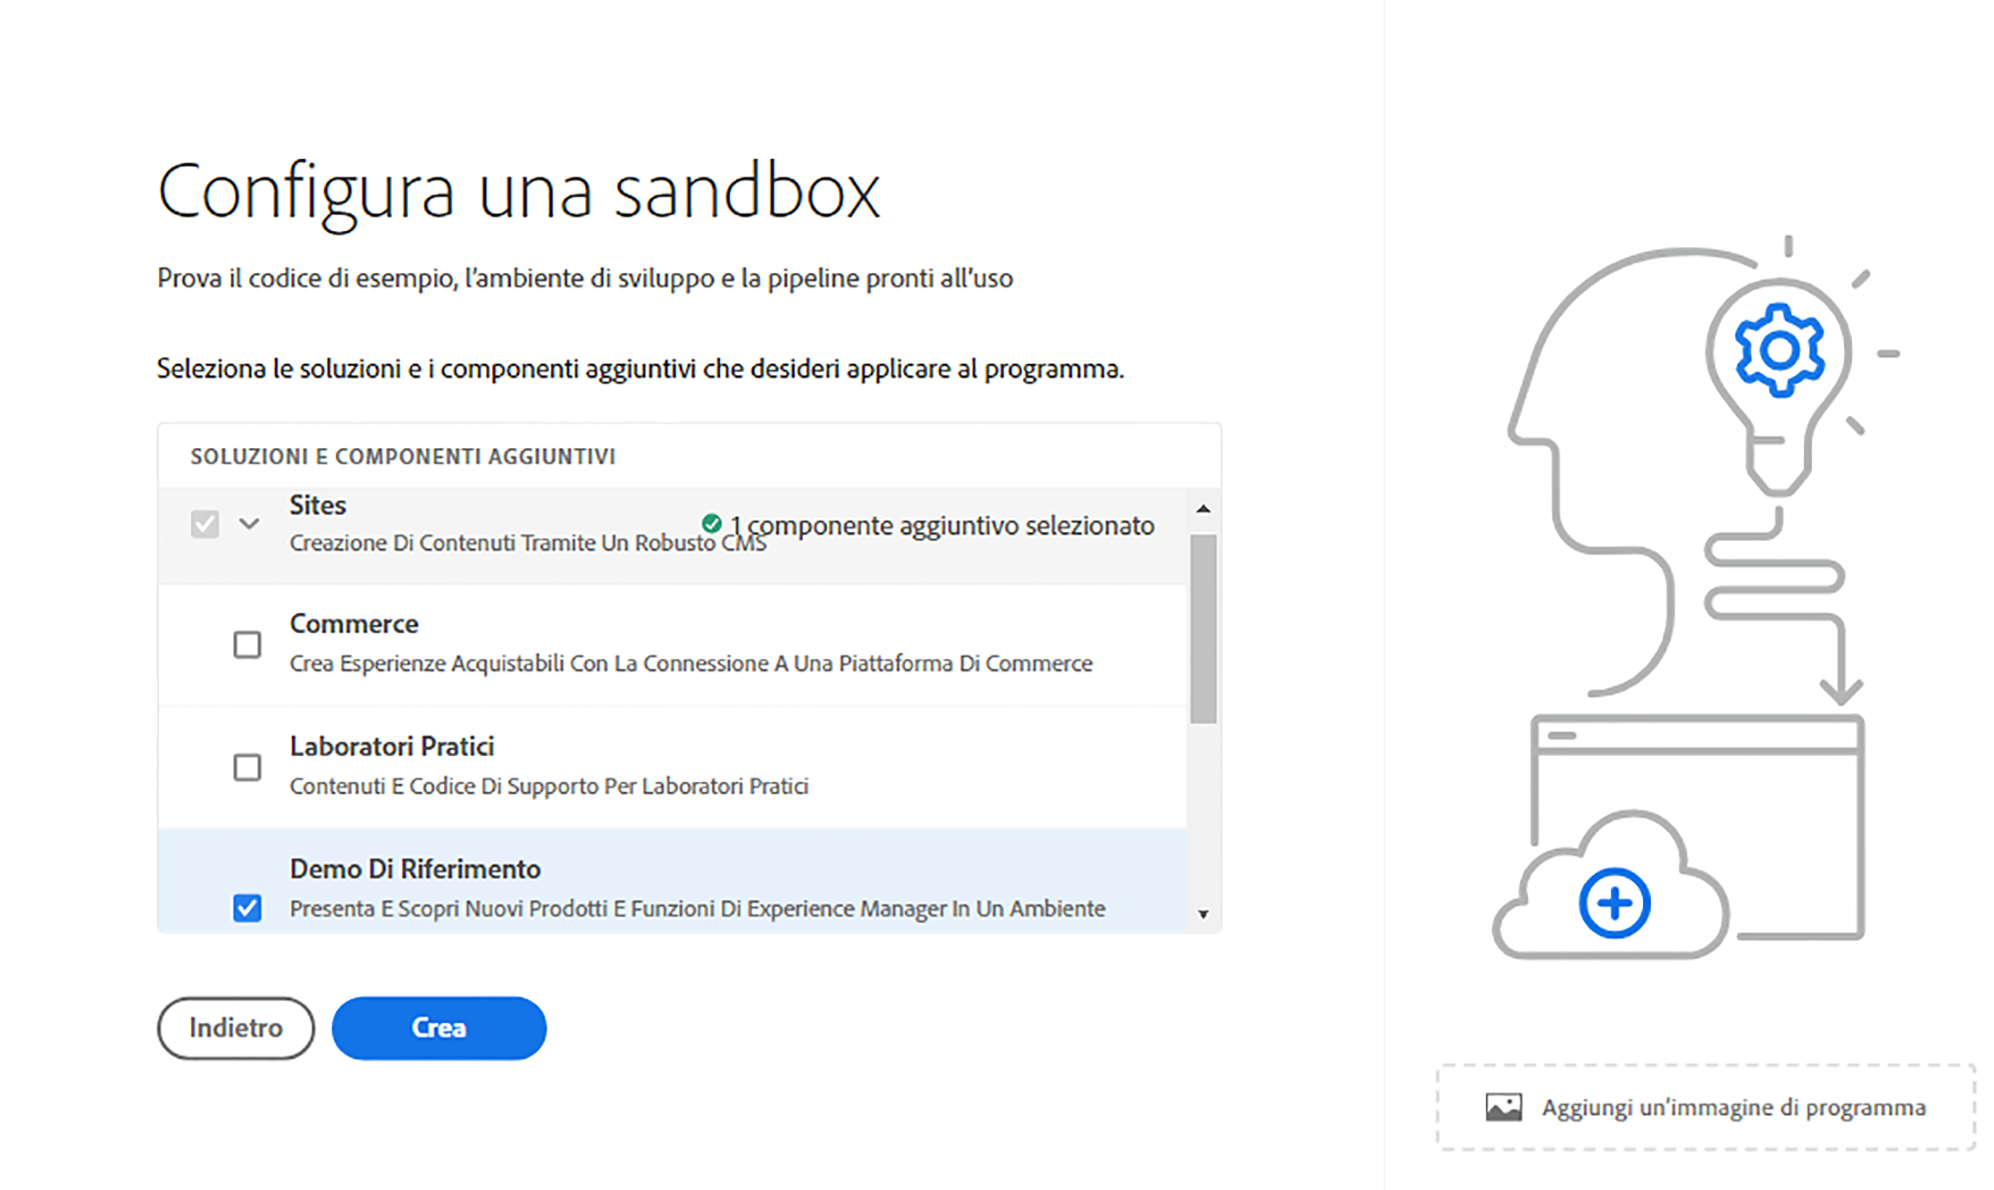 Configura una sandbox
Prova il codice di esempio, l'ambiente di sviluppo e la pipeline pronti all'uso
Seleziona le soluzioni e i componenti aggiuntivi che desideri applicare al programma.
SOLUZIONI E COMPONENTI AGGIUNTIVI
Sites
1 componente aggiuntivo selezionato
Creazione Di Contenuti Tramite Un Robusto CMS
Commerce
Crea Esperienze Acquistabili Con La Connessione A Una Piattaforma Di Commerce
Laboratori Pratici
Contenuti E Codice Di Supporto Per Laboratori Pratici
Demo Di Riferimento
Presenta E Scopri Nuovi Prodotti E Funzioni Di Experience Manager In Un Ambiente
Indietro
Crea
Aggiungi un'immagine di programma